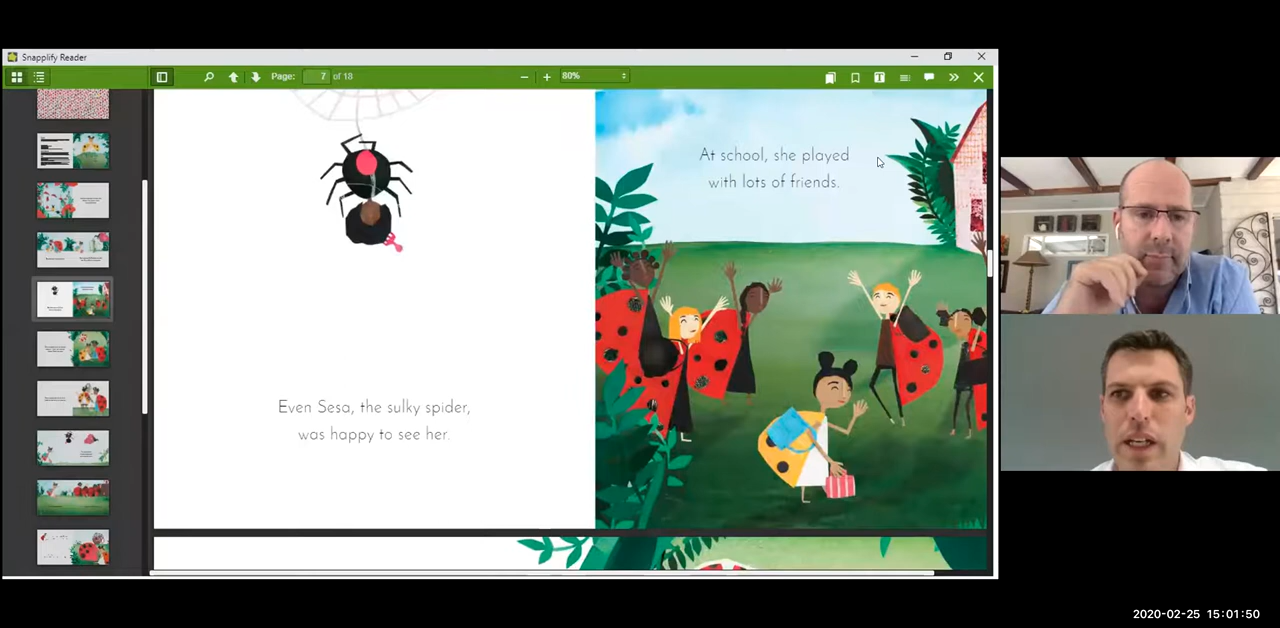 Snapplify Reader
Page: 7 of 18
80%
At school, she played
with lots of friends.
Even Sesa, the sulky spider,
was happy to see her.
2020-02-25 15:01:50